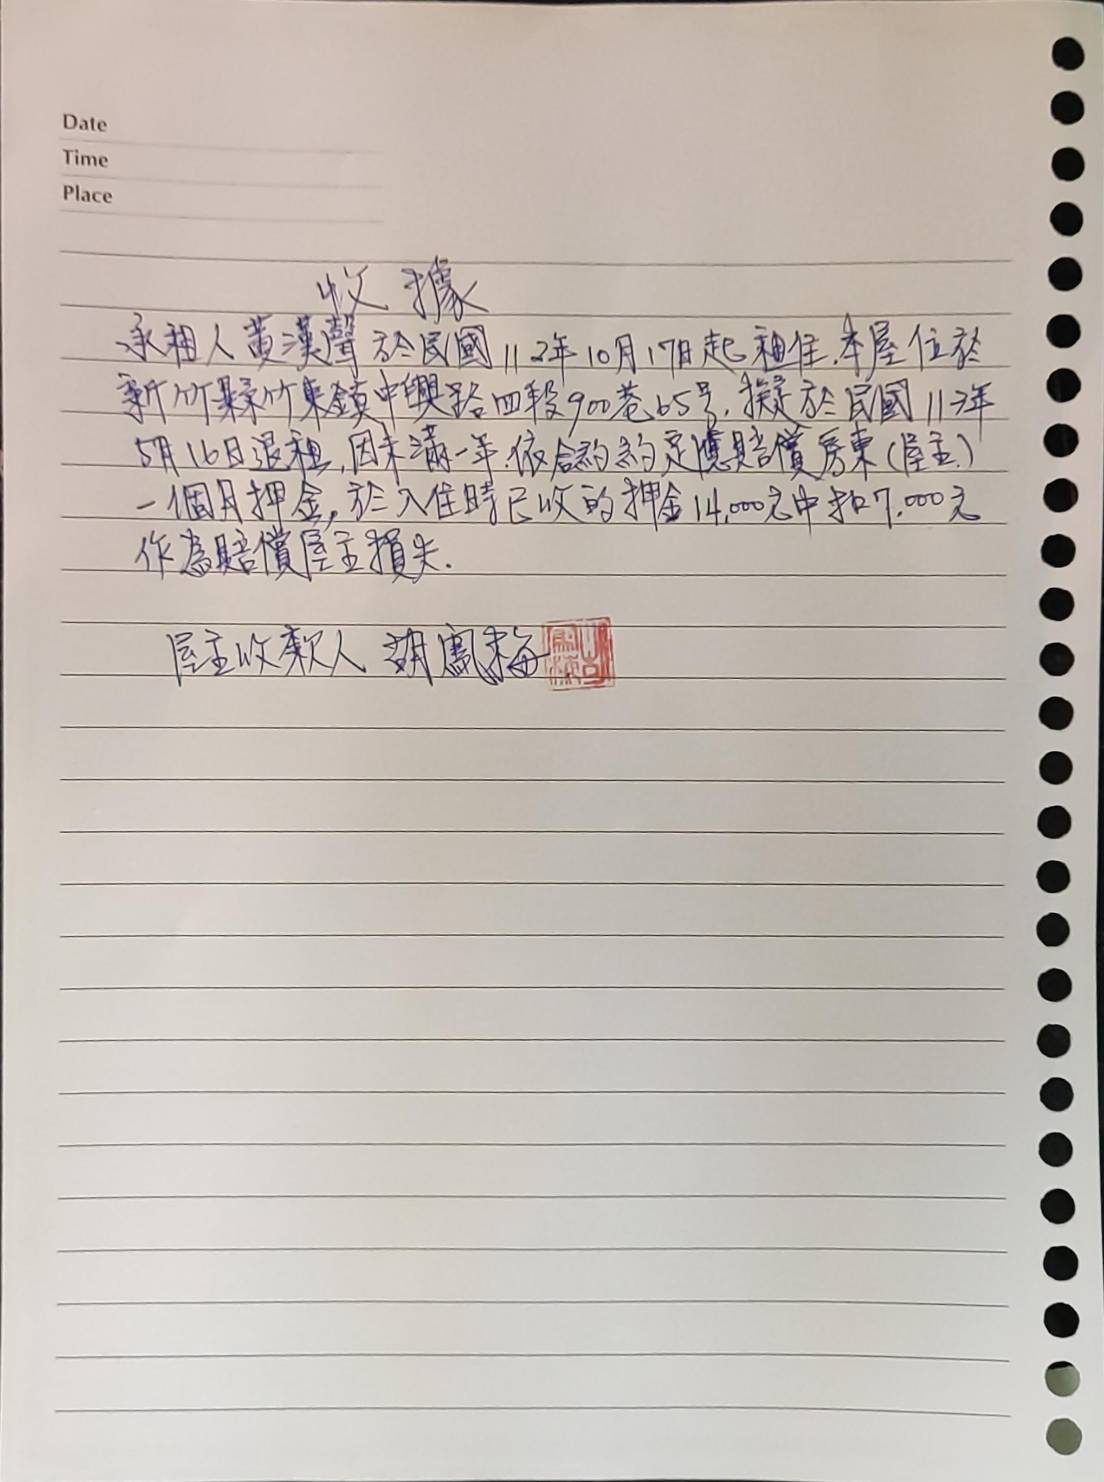 Date
Time
Place
收據
承租人黃漢聲於民國112年10月17日起租住.本屋位於
新竹縣竹東鎮中興路四段900巷65号.擬於民國113年
5月16日退租,因未滿一年.依合約約定應賠償房東(屋主)
一個月押金,於入住時已收的押金14,000元中扣7,000元
作為賠償屋主損失.
屋主收款人 胡鳳梅